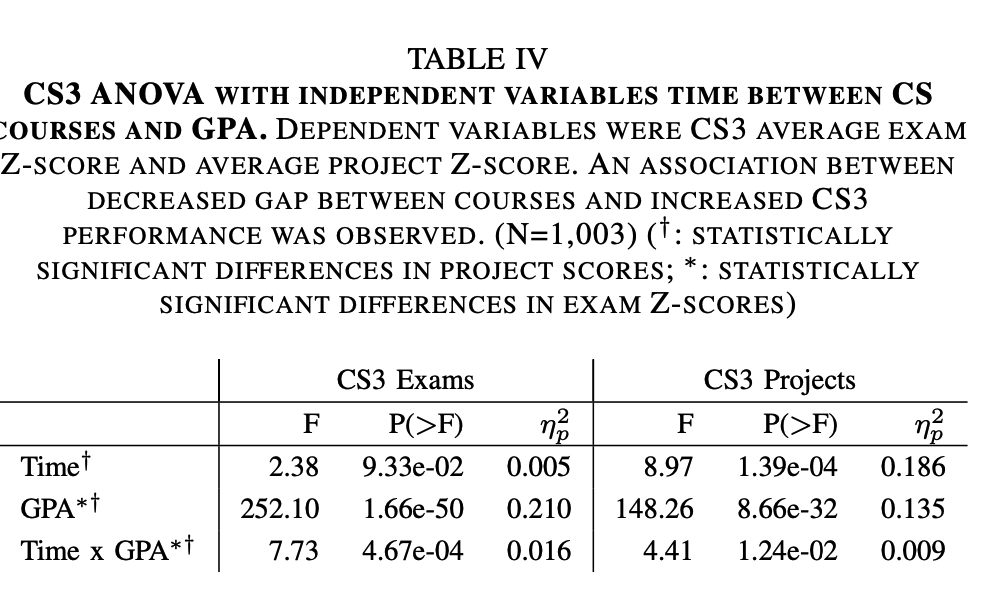 TABLE IV
CS3 ANOVA WITH INDEPENDENT VARIABLES TIME BETWEEN CS
COURSES AND GPA. DEPENDENT VARIABLES WERE CS3 AVERAGE EXAM
Z-SCORE AND AVERAGE PROJECT Z-SCORE. AN ASSOCIATION BETWEEN
DECREASED GAP BETWEEN COURSES AND INCREASED CS3
PERFORMANCE WAS OBSERVED. (N=1,003) (†: STATISTICALLY
SIGNIFICANT DIFFERENCES IN PROJECT SCORES; *: STATISTICALLY
SIGNIFICANT DIFFERENCES IN EXAM Z-SCORES)
CS3 Exams CS3 Projects
F P(>F) η²ₚ F P(>F) η²ₚ
Time† 2.38 9.33e-02 0.005 8.97 1.39e-04 0.186
GPA*† 252.10 1.66e-50 0.210 148.26 8.66e-32 0.135
Time x GPA*† 7.73 4.67e-04 0.016 4.41 1.24e-02 0.009